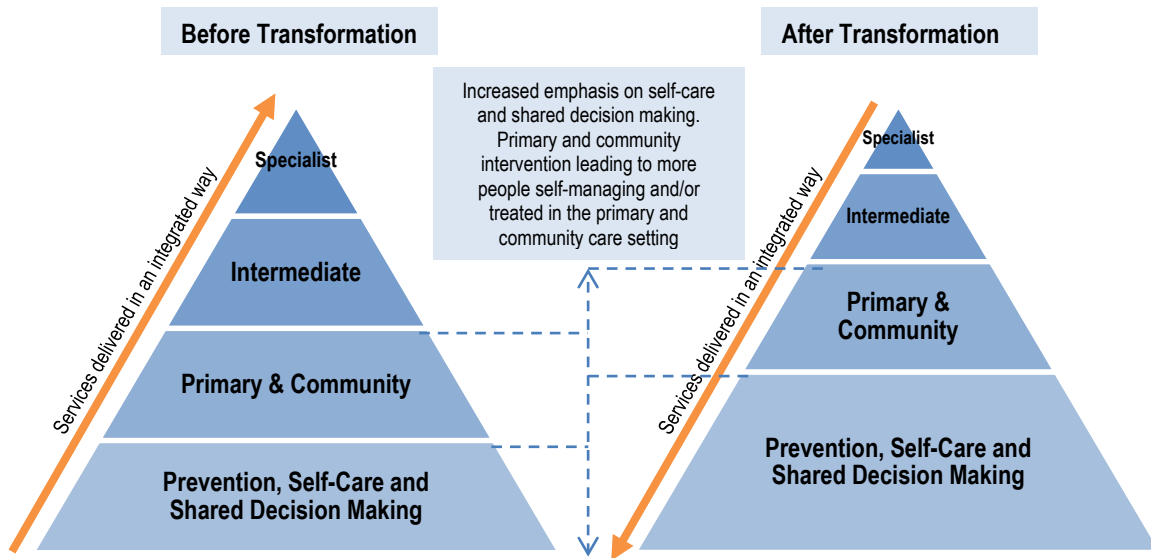 Before Transformation
After Transformation
Increased emphasis on self-care
and shared decision making.
Primary and community
intervention leading to more
people self-managing and/or
treated in the primary and
community care setting
Services delivered in an integrated way
Specialist
Intermediate
Primary & Community
Prevention, Self-Care and
Shared Decision Making
Services delivered in an integrated way
Specialist
Intermediate
Primary &
Community
Prevention, Self-Care and
Shared Decision Making